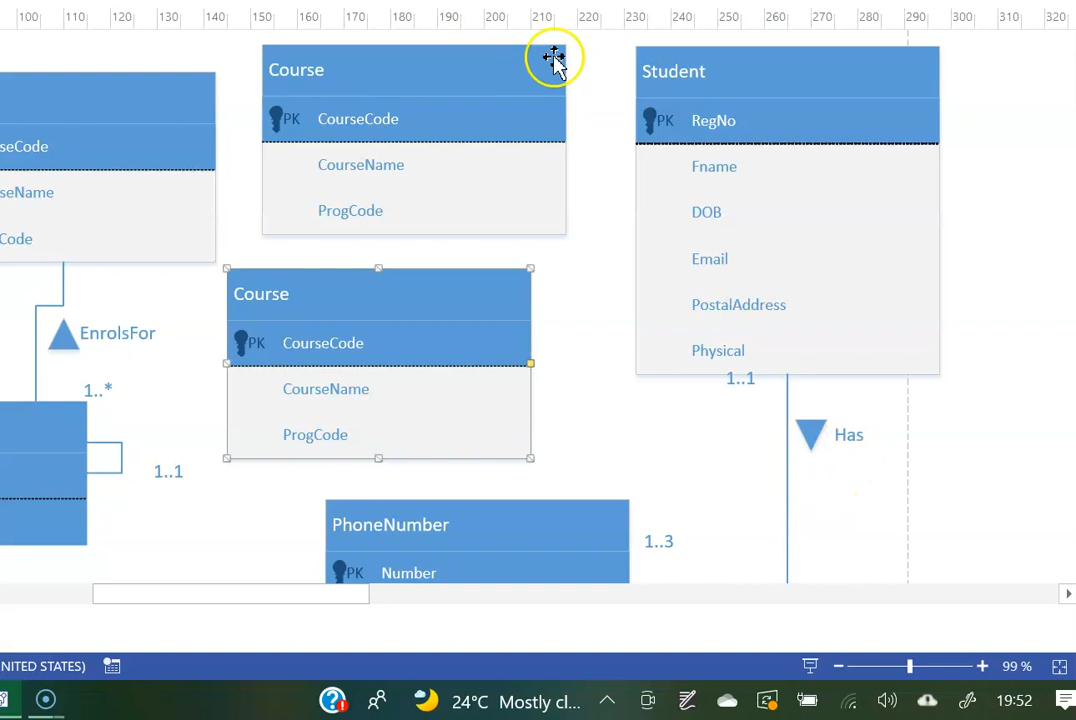 100 110 120 130 140 150 160 170 180 190 200 210 220 230 240 250 260 270 280 290 300 310 320
Course
PK CourseCode
CourseName
ProgCode
Student
PK RegNo
Fname
DOB
Email
PostalAddress
Physical
seCode
seName
Code
EnrolsFor
1..*
1..1
Course
PK CourseCode
CourseName
ProgCode
1..1
Has
PhoneNumber
PK Number
1..3
NITED STATES)
99 %
24°C Mostly cl...
19:52